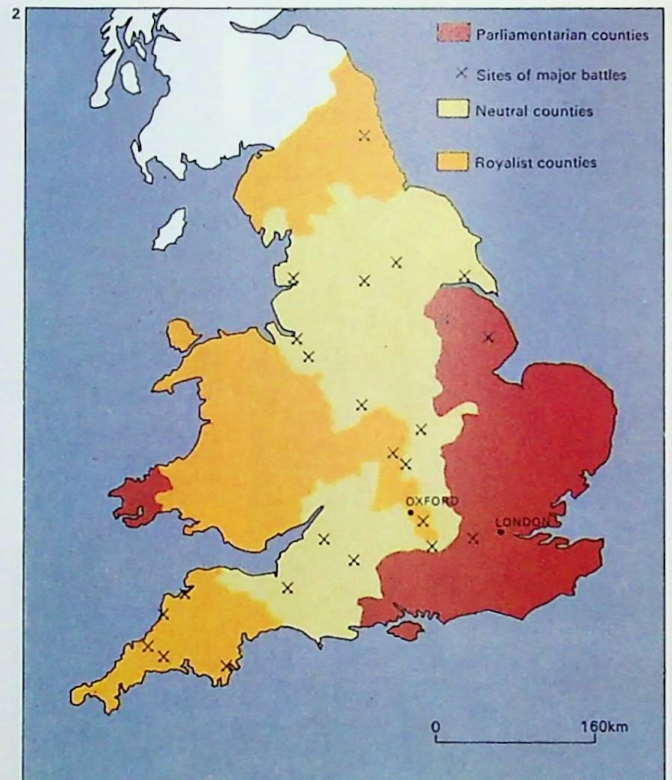 2
Parliamentarian counties
Sites of major battles
Neutral counties
Royalist counties
OXFORD
LONDON
0 160km